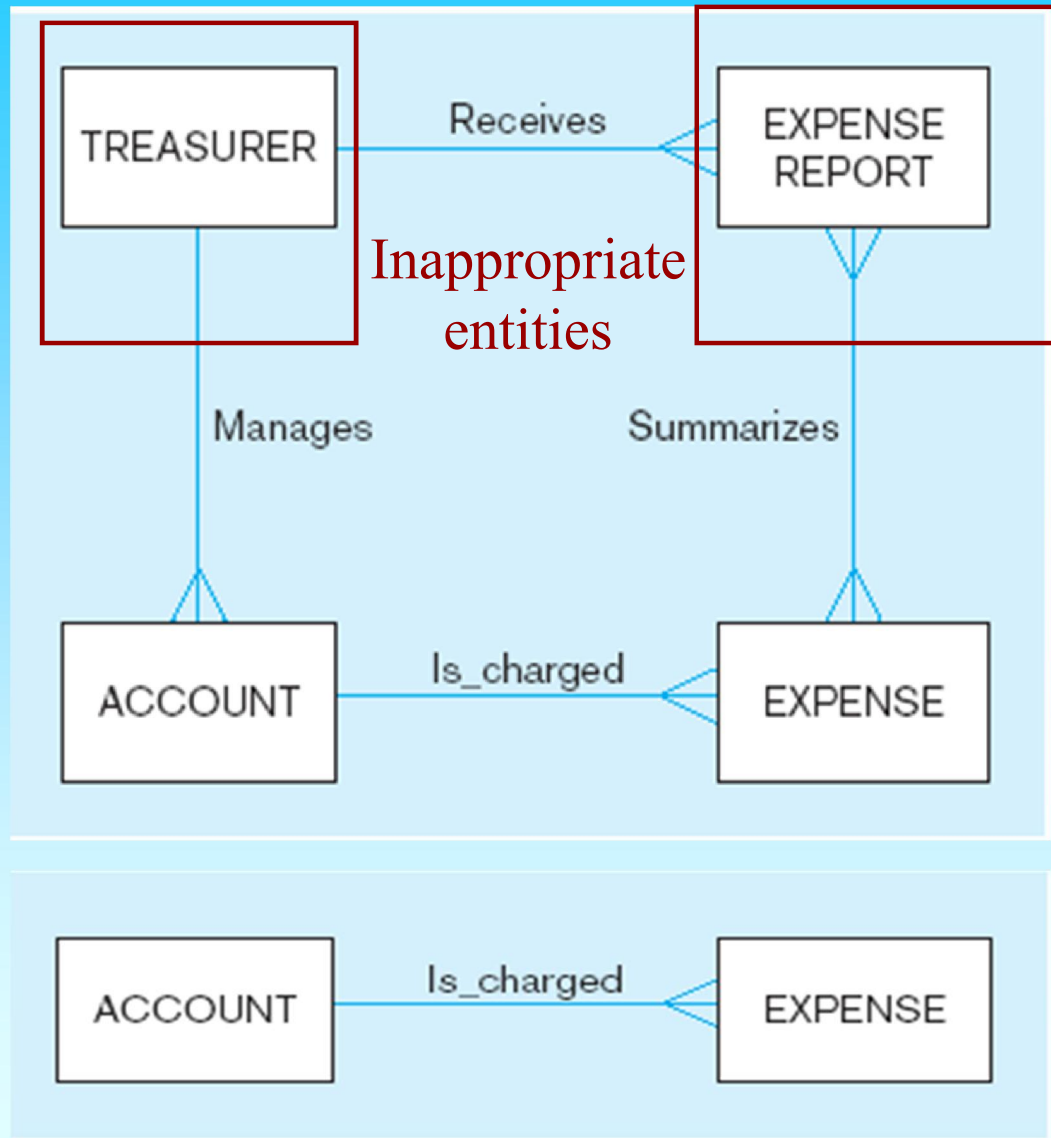 TREASURER
Receives
EXPENSE
REPORT
Inappropriate
entities
Manages
Summarizes
ACCOUNT
Is_charged
EXPENSE
ACCOUNT
Is_charged
EXPENSE